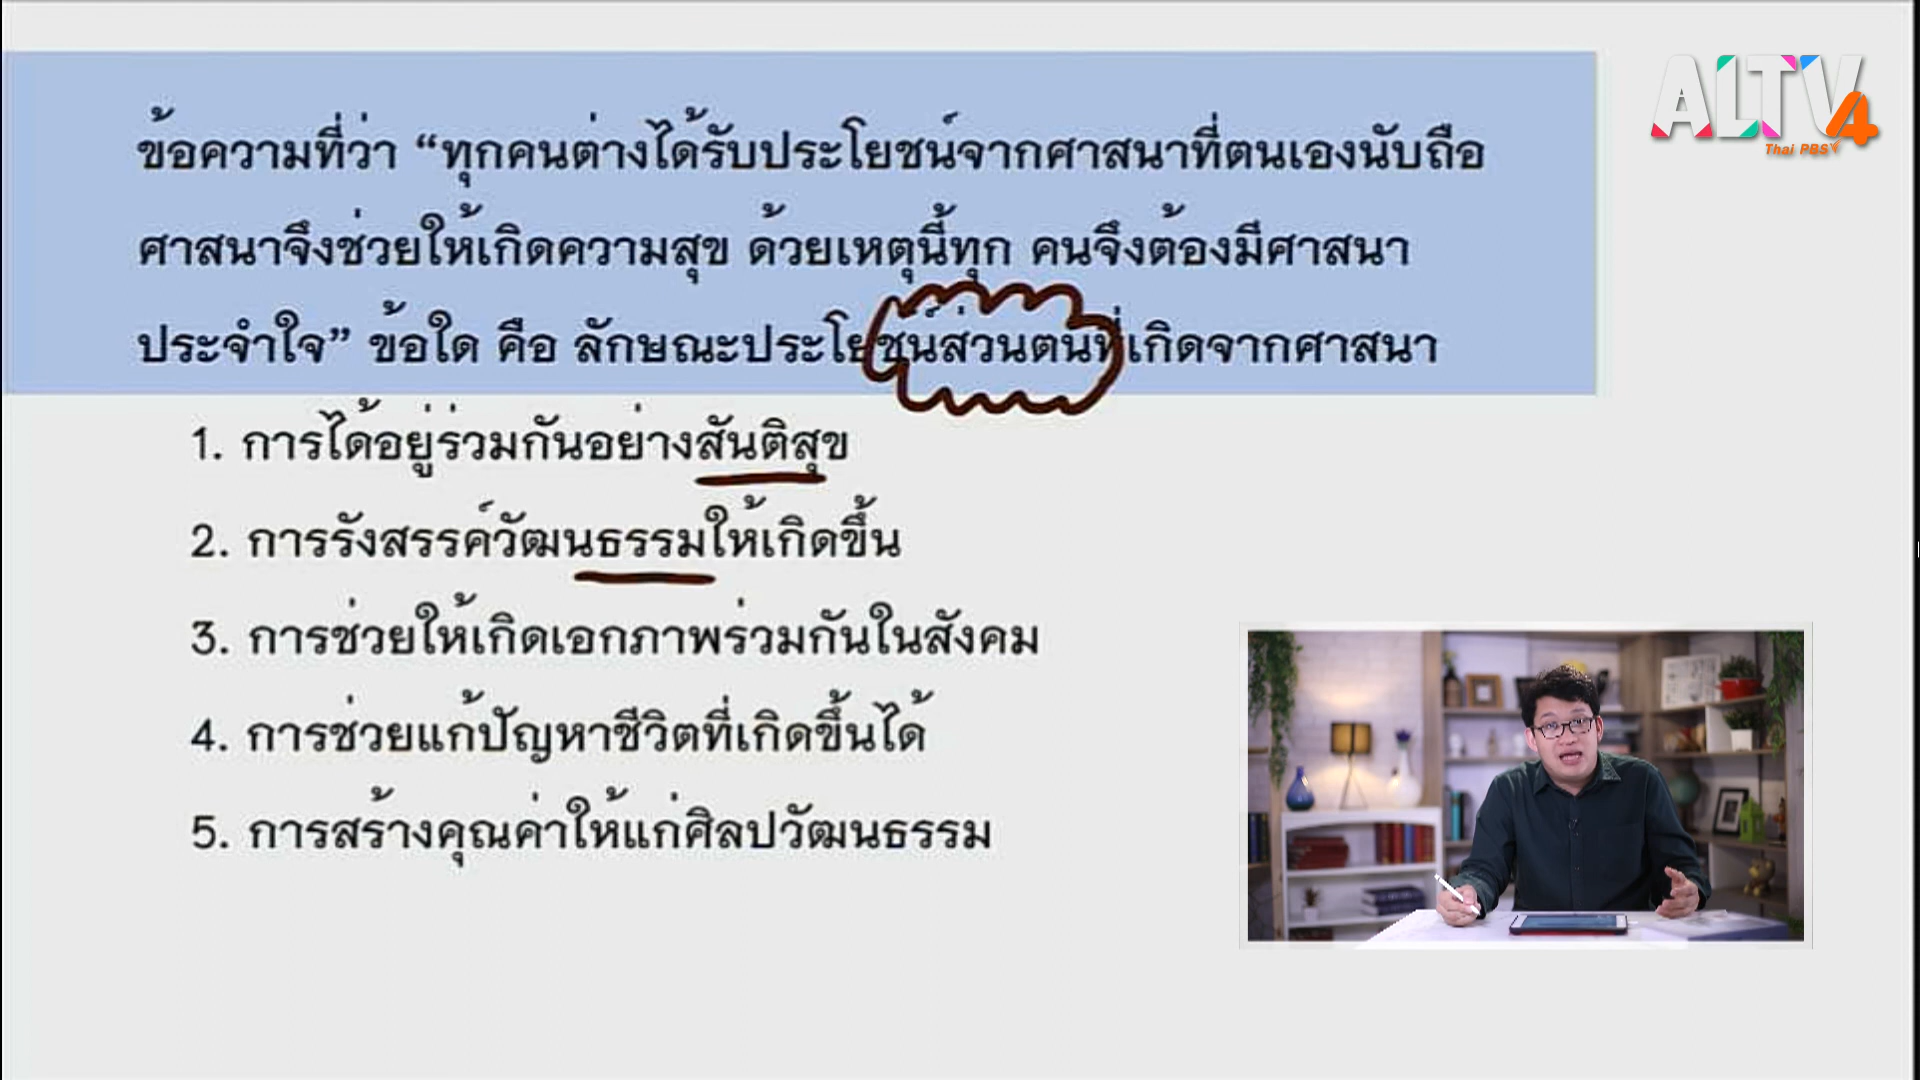 ข้อความที่ว่า “ทุกคนต่างได้รับประโยชน์จากศาสนาที่ตนเองนับถือ
ศาสนาจึงช่วยให้เกิดความสุข ด้วยเหตุนี้ทุก คนจึงต้องมีศาสนา
ประจำใจ” ข้อใด คือ ลักษณะประโยชน์ส่วนตนที่เกิดจากศาสนา
1. การได้อยู่ร่วมกันอย่างสันติสุข
2. การรังสรรค์วัฒนธรรมให้เกิดขึ้น
3. การช่วยให้เกิดเอกภาพร่วมกันในสังคม
4. การช่วยแก้ปัญหาชีวิตที่เกิดขึ้นได้
5. การสร้างคุณค่าให้แก่ศิลปวัฒนธรรม
ALTV4
Thai PBS